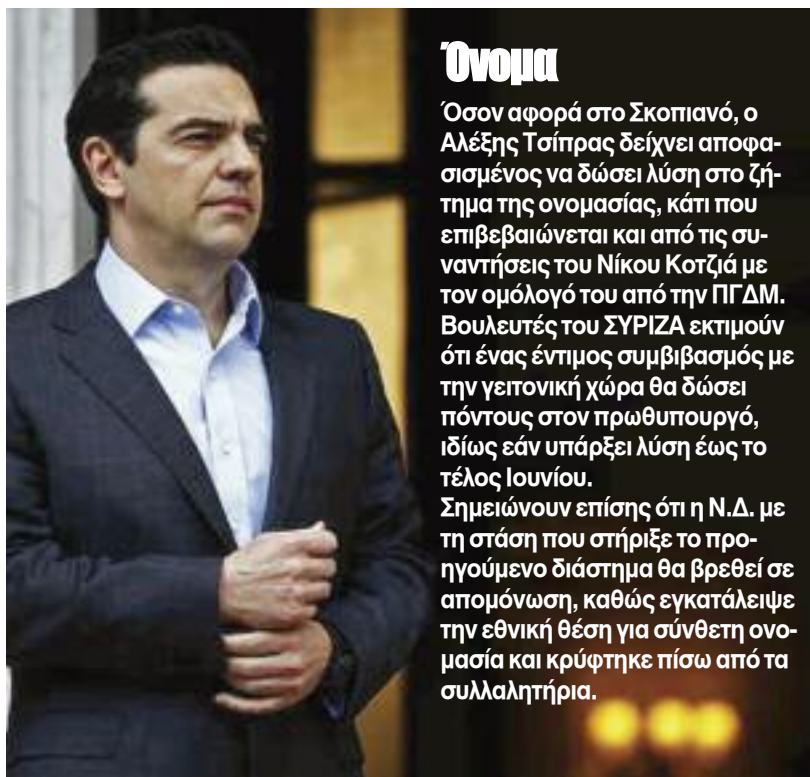 Όνομα
Όσον αφορά στο Σκοπιανό, ο
Αλέξης Τσίπρας δείχνει αποφα-
σισμένος να δώσει λύση στο ζή-
τημα της ονομασίας, κάτι που
επιβεβαιώνεται και από τις συ-
ναντήσεις του Νίκου Κοτζιά με
τον ομόλογό του από την ΠΓΔΜ.
Βουλευτές του ΣΥΡΙΖΑ εκτιμούν
ότι ένας έντιμος συμβιβασμός με
την γειτονική χώρα θα δώσει
πόντους στον πρωθυπουργό,
ιδίως εάν υπάρξει λύση έως το
τέλος Ιουνίου.
Σημειώνουν επίσης ότι η Ν.Δ. με
τη στάση που στήριξε το προ-
ηγούμενο διάστημα θα βρεθεί σε
απομόνωση, καθώς εγκατάλειψε
την εθνική θέση για σύνθετη ονο-
μασία και κρύφτηκε πίσω από τα
συλλαλητήρια.